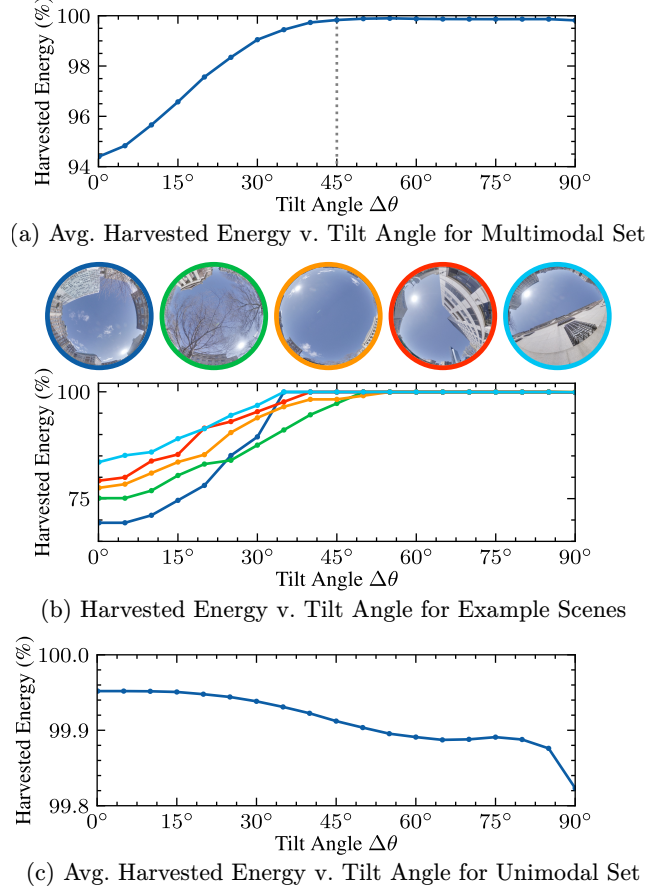 Harvested Energy (%)
100
98
96
94
0° 15° 30° 45° 60° 75° 90°
Tilt Angle Δθ
(a) Avg. Harvested Energy v. Tilt Angle for Multimodal Set
Harvested Energy (%)
100
75
0° 15° 30° 45° 60° 75° 90°
Tilt Angle Δθ
(b) Harvested Energy v. Tilt Angle for Example Scenes
Harvested Energy (%)
100.0
99.9
99.8
0° 15° 30° 45° 60° 75° 90°
Tilt Angle Δθ
(c) Avg. Harvested Energy v. Tilt Angle for Unimodal Set